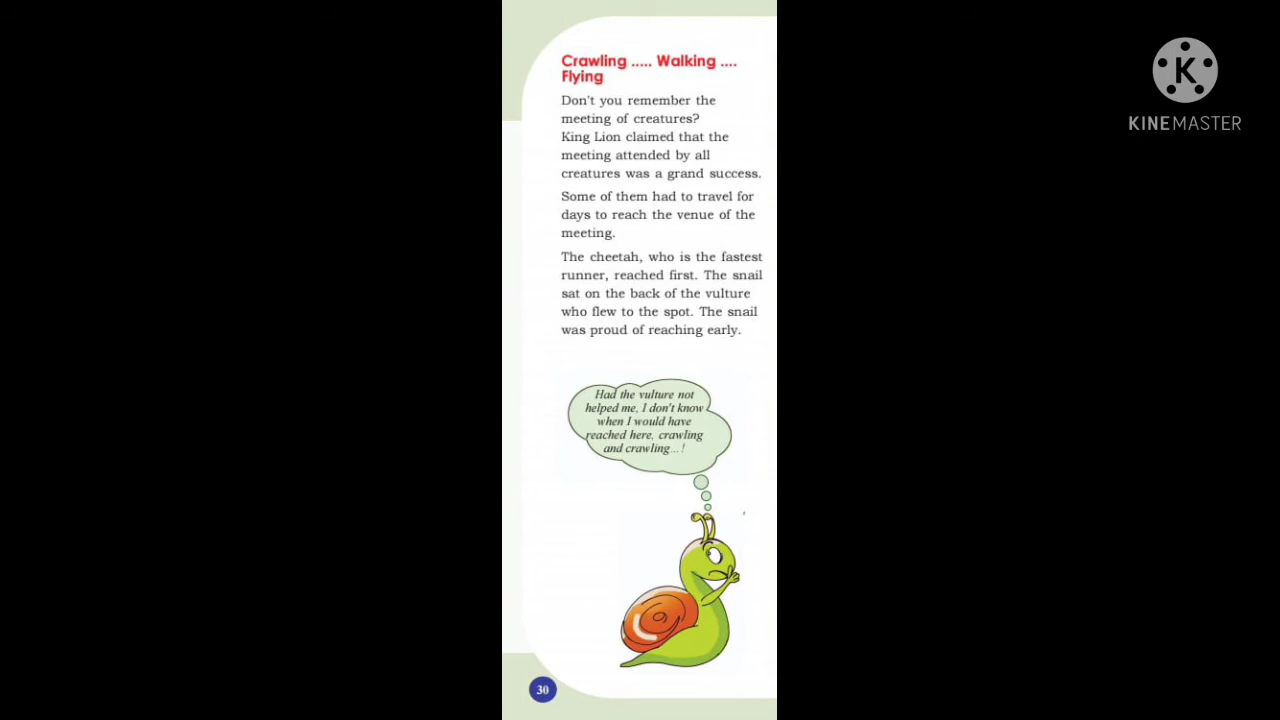 Crawling ..... Walking ....
Flying
Don't you remember the
meeting of creatures?
King Lion claimed that the
meeting attended by all
creatures was a grand success.
Some of them had to travel for
days to reach the venue of the
meeting.
The cheetah, who is the fastest
runner, reached first. The snail
sat on the back of the vulture
who flew to the spot. The snail
was proud of reaching early.
Had the vulture not
helped me, I don't know
when I would have
reached here, crawling
and crawling...!
30
K
KINEMASTER